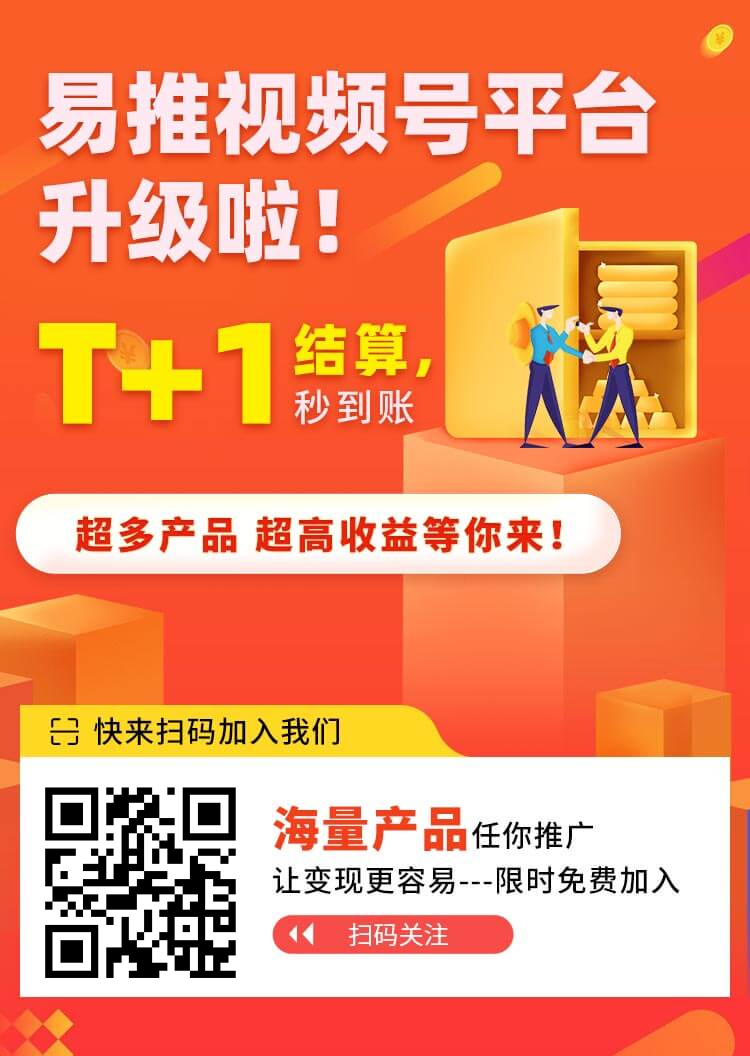 易推视频号平台
升级啦！
T+1 结算，
秒到账
超多产品 超高收益等你来！
快来扫码加入我们
海量产品任你推广
让变现更容易---限时免费加入
扫码关注